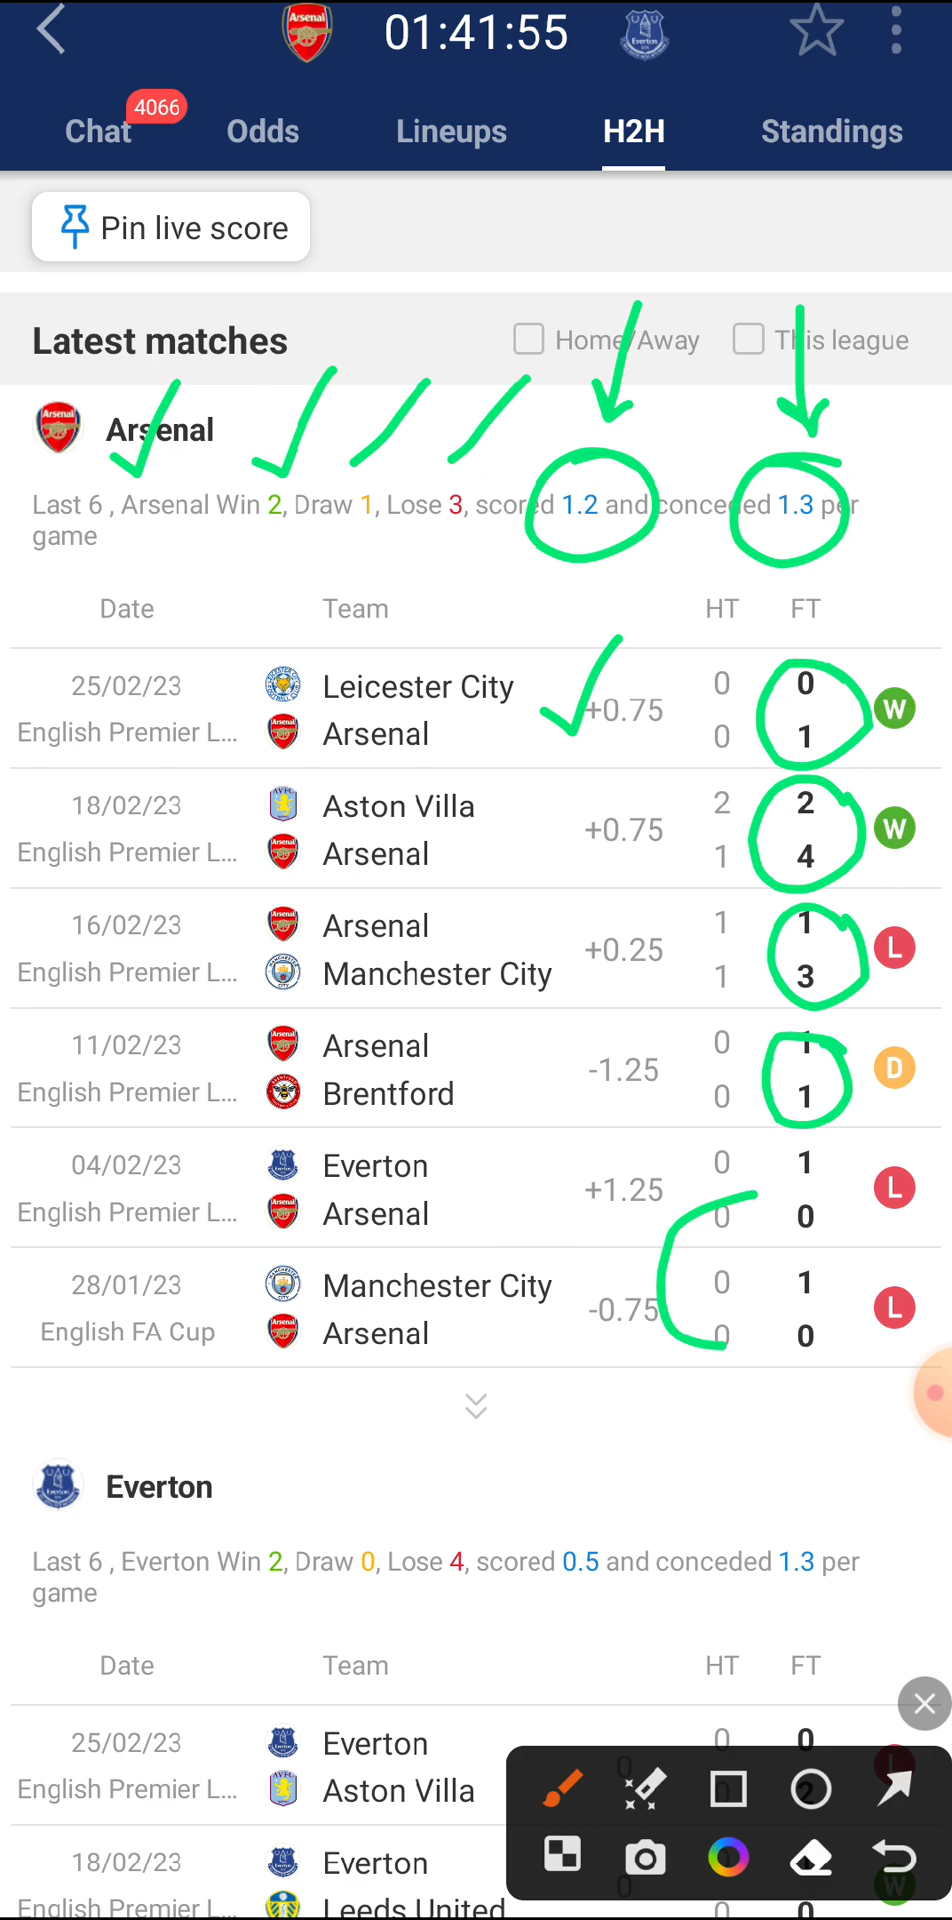 01:41:55
Chat 4066 Odds Lineups H2H Standings
Pin live score
Latest matches Home/Away This league
Arsenal
Last 6 , Arsenal Win 2, Draw 1, Lose 3, scored 1.2 and conceded 1.3 per
game
Date Team HT FT
25/02/23 Leicester City 0 0
+0.75 W
English Premier L... Arsenal 0 1
18/02/23 Aston Villa 2 2
+0.75 W
English Premier L... Arsenal 1 4
16/02/23 Arsenal 1 1
+0.25 L
English Premier L... Manchester City 1 3
11/02/23 Arsenal 0 1
-1.25 D
English Premier L... Brentford 0 1
04/02/23 Everton 0 1
+1.25 L
English Premier L... Arsenal 0 0
28/01/23 Manchester City 0 1
-0.75 L
English FA Cup Arsenal 0 0
Everton
Last 6 , Everton Win 2, Draw 0, Lose 4, scored 0.5 and conceded 1.3 per
game
Date Team HT FT
25/02/23 Everton 0 0
English Premier L... Aston Villa 2
18/02/23 Everton
English Premier L... Leeds United 0 0